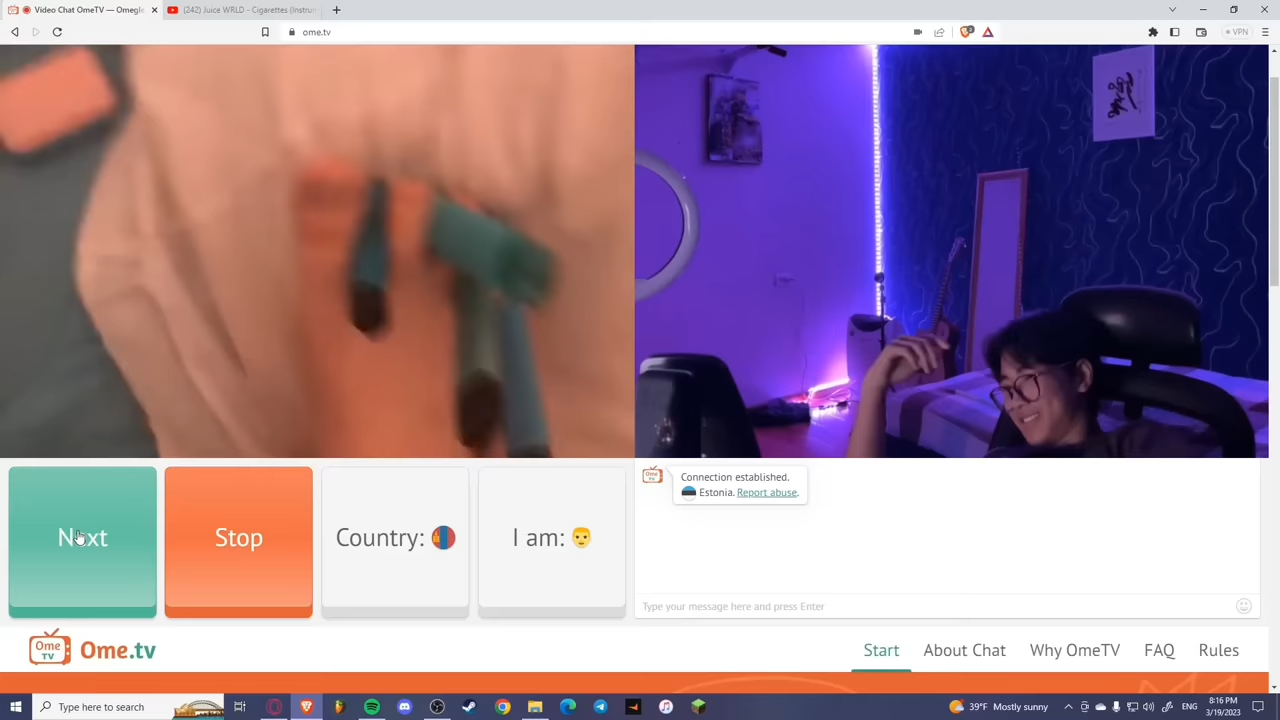 Video Chat OmeTV — Omegle
(242) Juice WRLD - Cigarettes (Instru
ome.tv
VPN
Connection established.
Estonia. Report abuse.
Next
Stop
Country:
I am:
Type your message here and press Enter
Ome
TV
Ome.tv
Start
About Chat
Why OmeTV
FAQ
Rules
Type here to search
39°F Mostly sunny
ENG
8:16 PM
3/19/2023